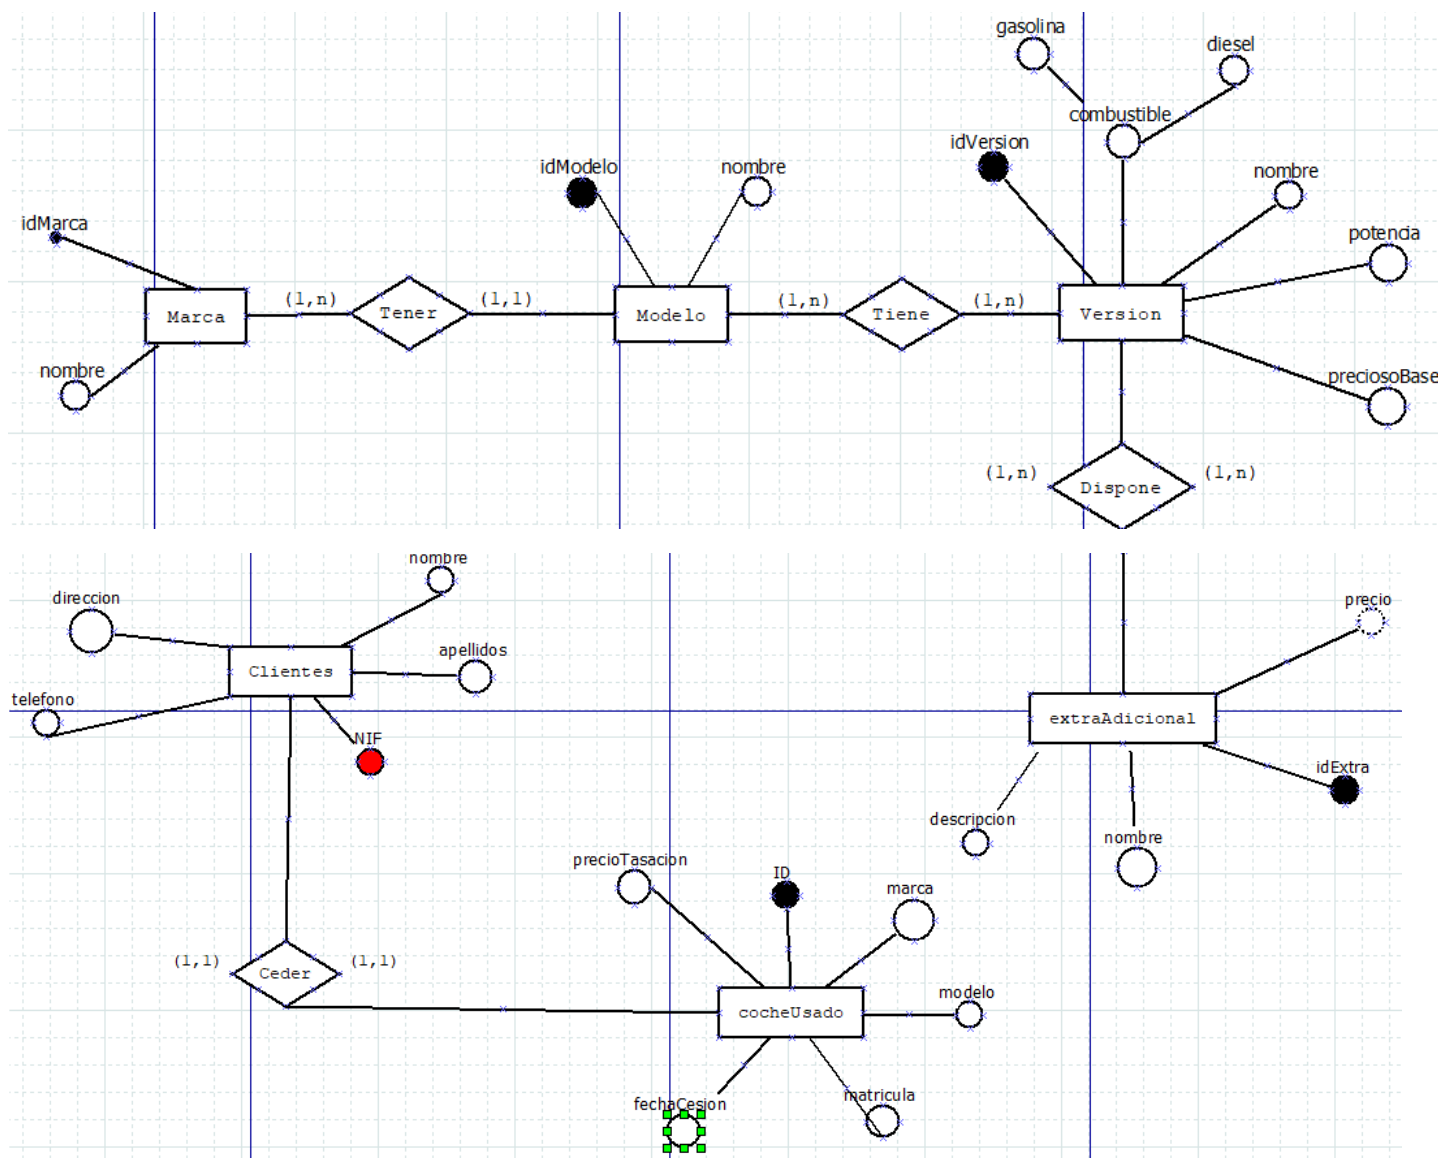 gasolina
diesel
combustible
idVersion
idModelo
nombre
nombre
idMarca
potencia
(1,n)
(1,1)
(1,n)
(1,n)
Marca
Tener
Modelo
Tiene
Version
nombre
preciosoBase
(1,n)
(1,n)
Dispone
nombre
direccion
precio
apellidos
Clientes
telefono
extraAdicional
NIF
idExtra
descripcion
nombre
precioTasacion
ID
marca
(1,1)
(1,1)
Ceder
modelo
cocheUsado
fechaCesion
matricula